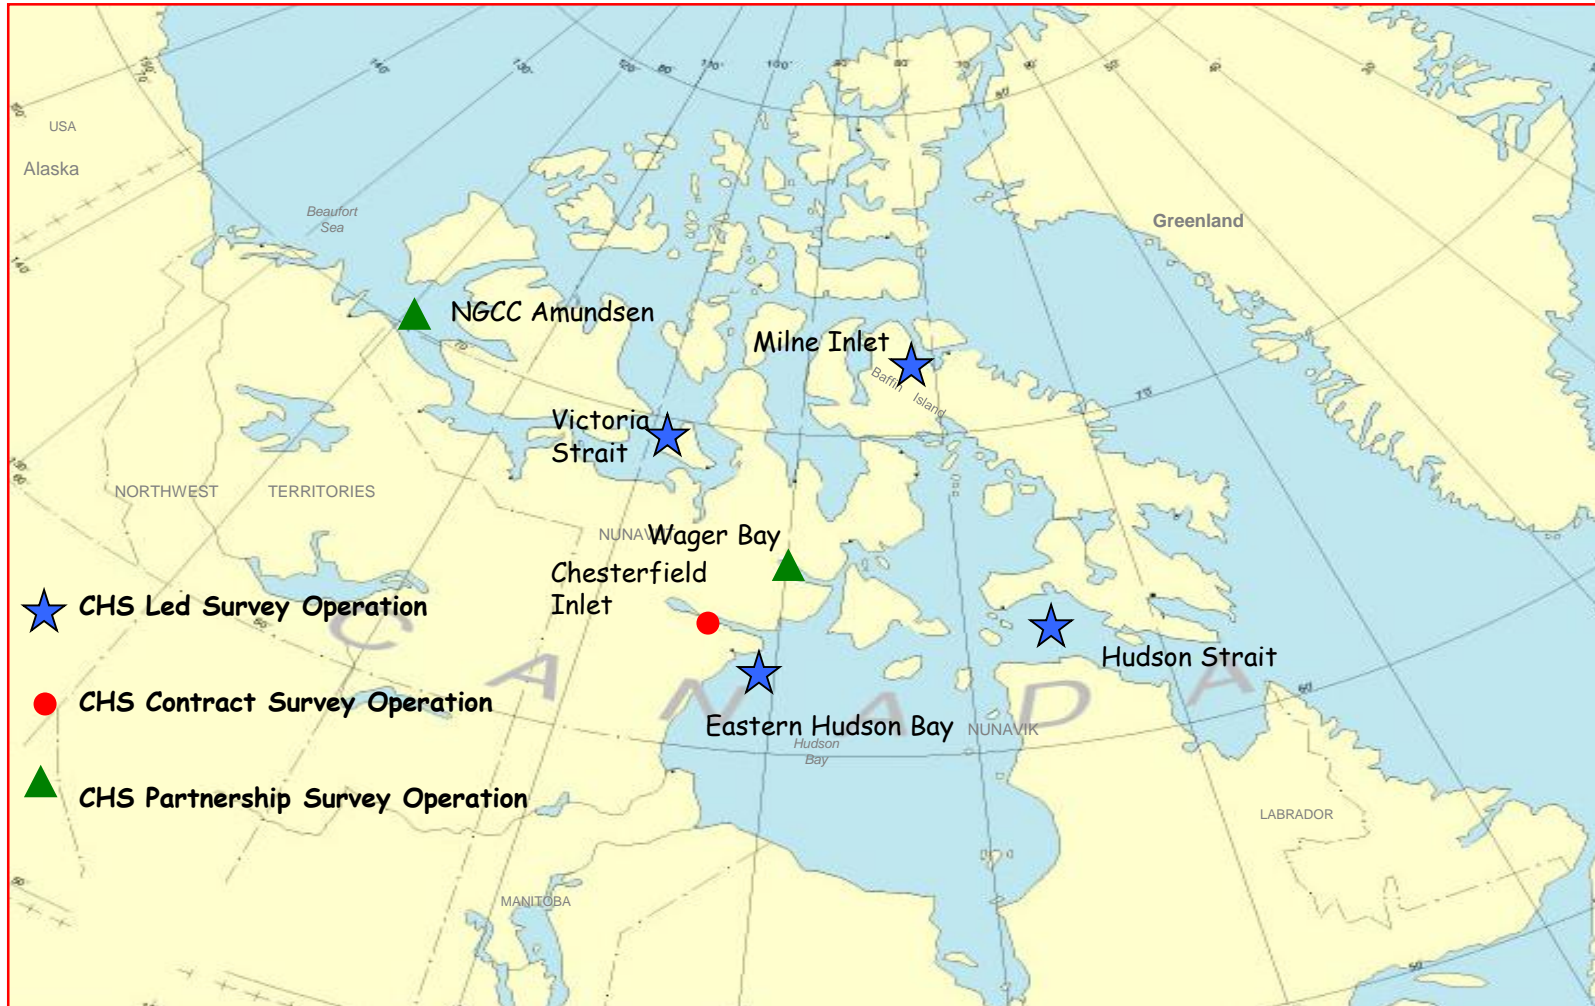 USA
Alaska
Beaufort
Sea
Greenland
NGCC Amundsen
Milne Inlet
Baffin Island
Victoria
Strait
NORTHWEST TERRITORIES
NUNAVUT
Wager Bay
Chesterfield
Inlet
CHS Led Survey Operation
Hudson Strait
CANADA
CHS Contract Survey Operation
Eastern Hudson Bay
NUNAVIK
Hudson
Bay
CHS Partnership Survey Operation
LABRADOR
MANITOBA